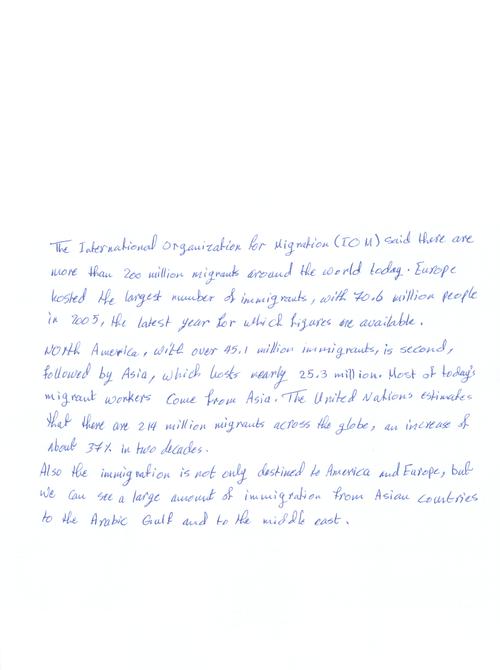 The International Organization for Migration (IOM) said there are
more than 200 million migrants around the world today. Europe
hosted the largest number of immigrants, with 70.6 million people
in 2005, the latest year for which figures are available.
North America, with over 45.1 million immigrants, is second,
followed by Asia, which hosts nearly 25.3 million. Most of today's
migrant workers come from Asia. The United Nations estimates
that there are 214 million migrants across the globe, an increase of
about 37% in two decades.
Also the immigration is not only destined to America and Europe, but
we can see a large amount of immigration from Asian countries
to the Arabic Gulf and to the middle east.